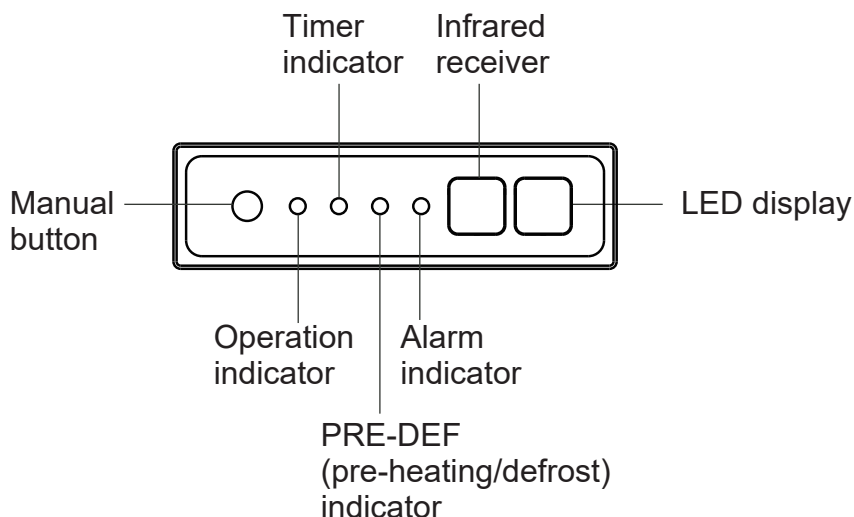 Timer
indicator
Infrared
receiver
Manual
button
LED display
Operation
indicator
Alarm
indicator
PRE-DEF
(pre-heating/defrost)
indicator